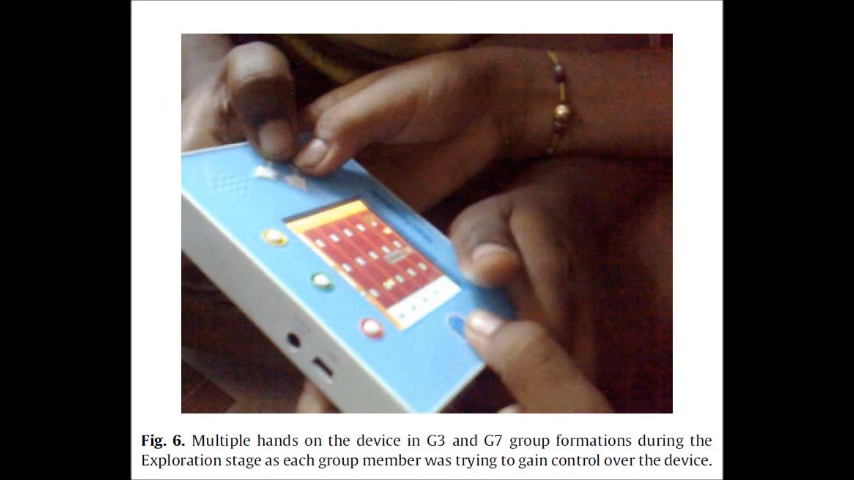 Fig. 6. Multiple hands on the device in G3 and G7 group formations during the
Exploration stage as each group member was trying to gain control over the device.